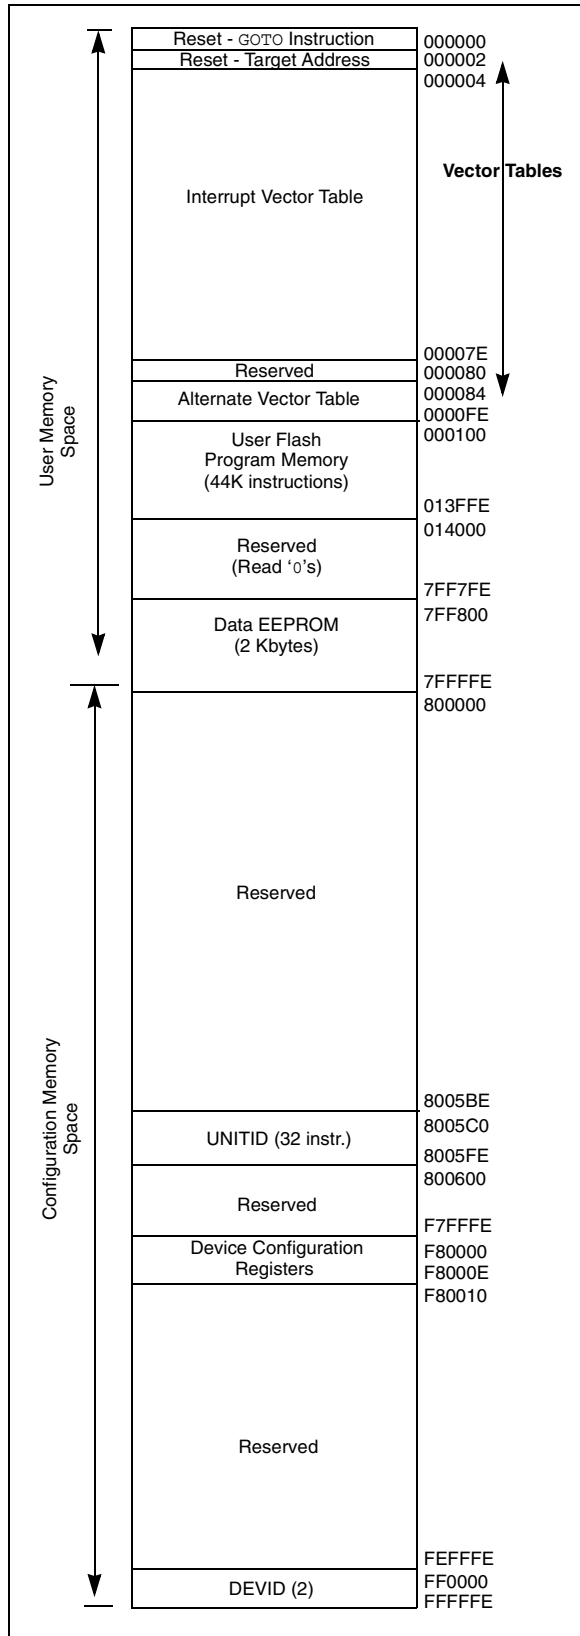 Reset - GOTO Instruction
000000
Reset - Target Address
000002
000004
Vector Tables
Interrupt Vector Table
00007E
Reserved
000080
Alternate Vector Table
000084
0000FE
User Flash
Program Memory
(44K instructions)
000100
User Memory
Space
013FFE
014000
Reserved
(Read ‘0’s)
7FF7FE
7FF800
Data EEPROM
(2 Kbytes)
7FFFFE
800000
Reserved
8005BE
8005C0
UNITID (32 instr.)
8005FE
800600
Configuration Memory
Space
Reserved
F7FFFE
Device Configuration
Registers
F80000
F8000E
F80010
Reserved
FEFFFE
FF0000
DEVID (2)
FFFFFE